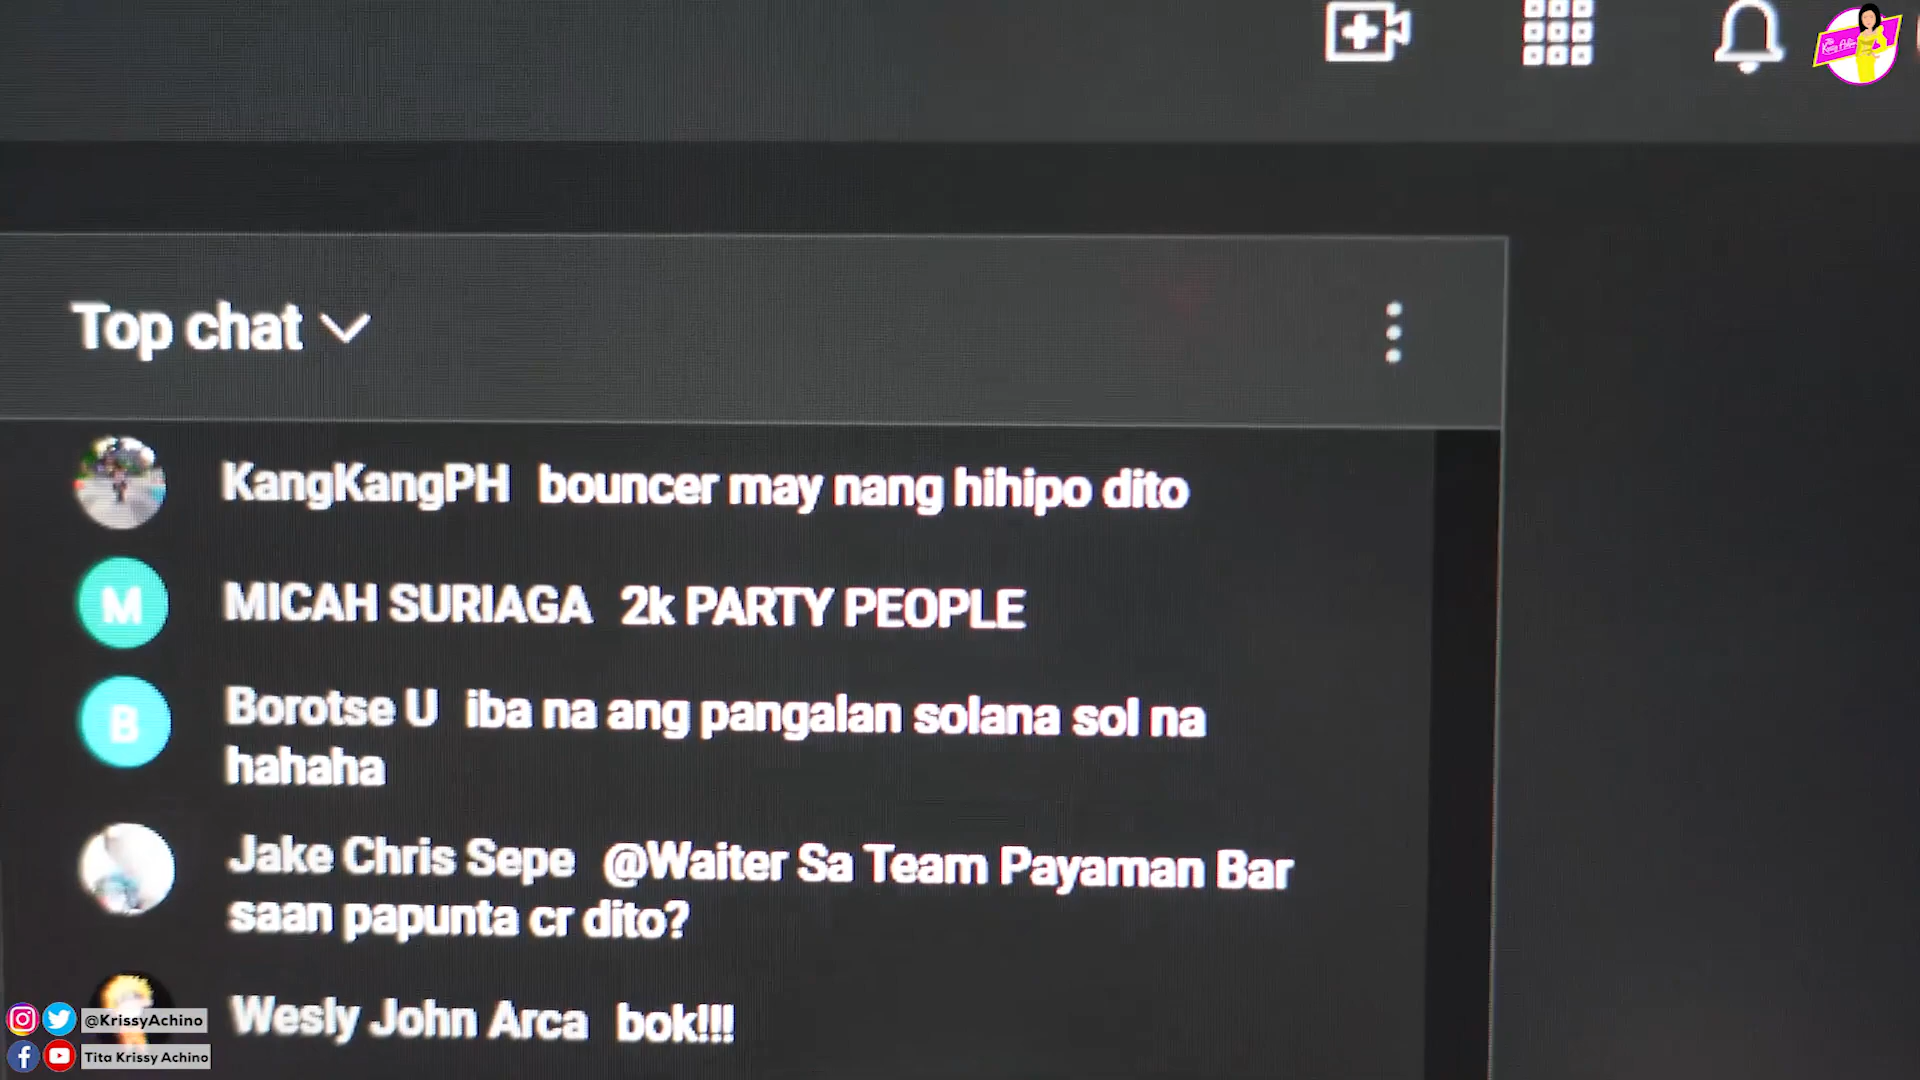 Top chat
KangKangPH bouncer may nang hihipo dito
M MICAH SURIAGA 2k PARTY PEOPLE
B Borotse U iba na ang pangalan solana sol na
hahaha
Jake Chris Sepe @Waiter Sa Team Payaman Bar
saan papunta cr dito?
Wesly John Arca bok!!!
@KrissyAchino
Tita Krissy Achino